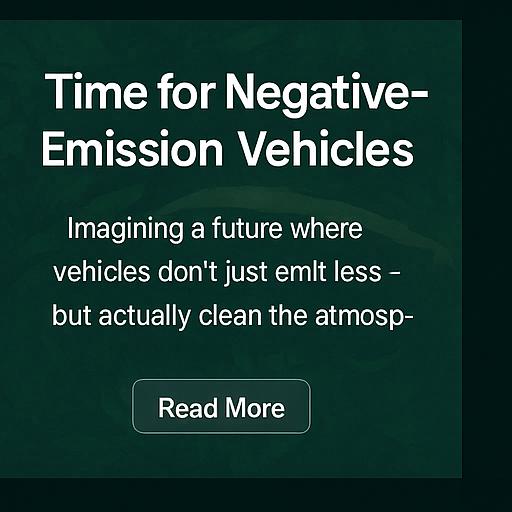 Time for Negative-
Emission Vehicles
Imagining a future where
vehicles don't just emlt less –
but actually clean the atmosp-
Read More